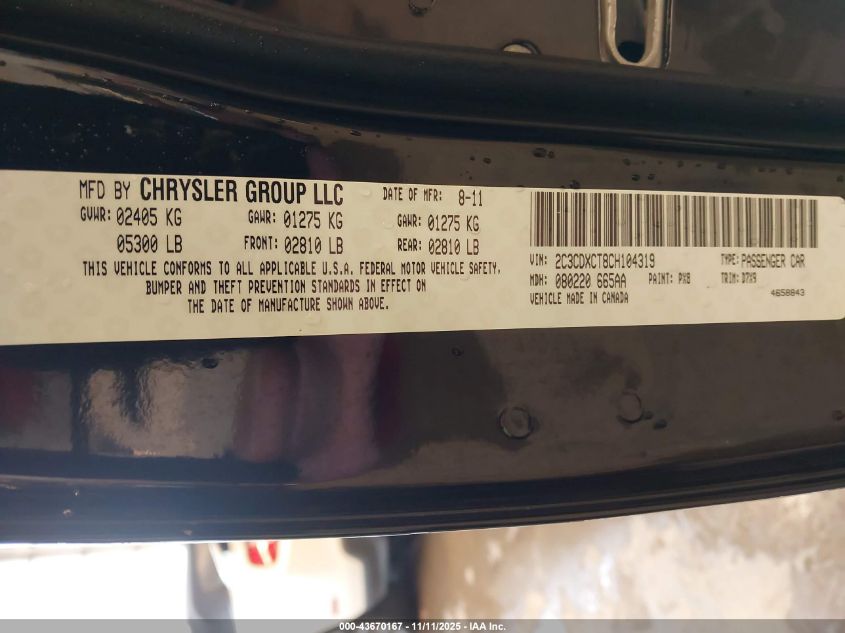 MFD BY CHRYSLER GROUP LLC DATE OF MFR: 8-11
GVWR: 02405 KG GAWR: 01275 KG GAWR: 01275 KG
05300 LB FRONT: 02810 LB REAR: 02810 LB
THIS VEHICLE CONFORMS TO ALL APPLICABLE U.S.A. FEDERAL MOTOR VEHICLE SAFETY,
BUMPER AND THEFT PREVENTION STANDARDS IN EFFECT ON
THE DATE OF MANUFACTURE SHOWN ABOVE.
VIN: 2C3CDXCT8CH104319 TYPE: PASSENGER CAR
MDH: 080220 665AA PAINT: PX8 TRIM: D7X9
VEHICLE MADE IN CANADA 4658843
000-43670167 - 11/11/2025 - IAA Inc.